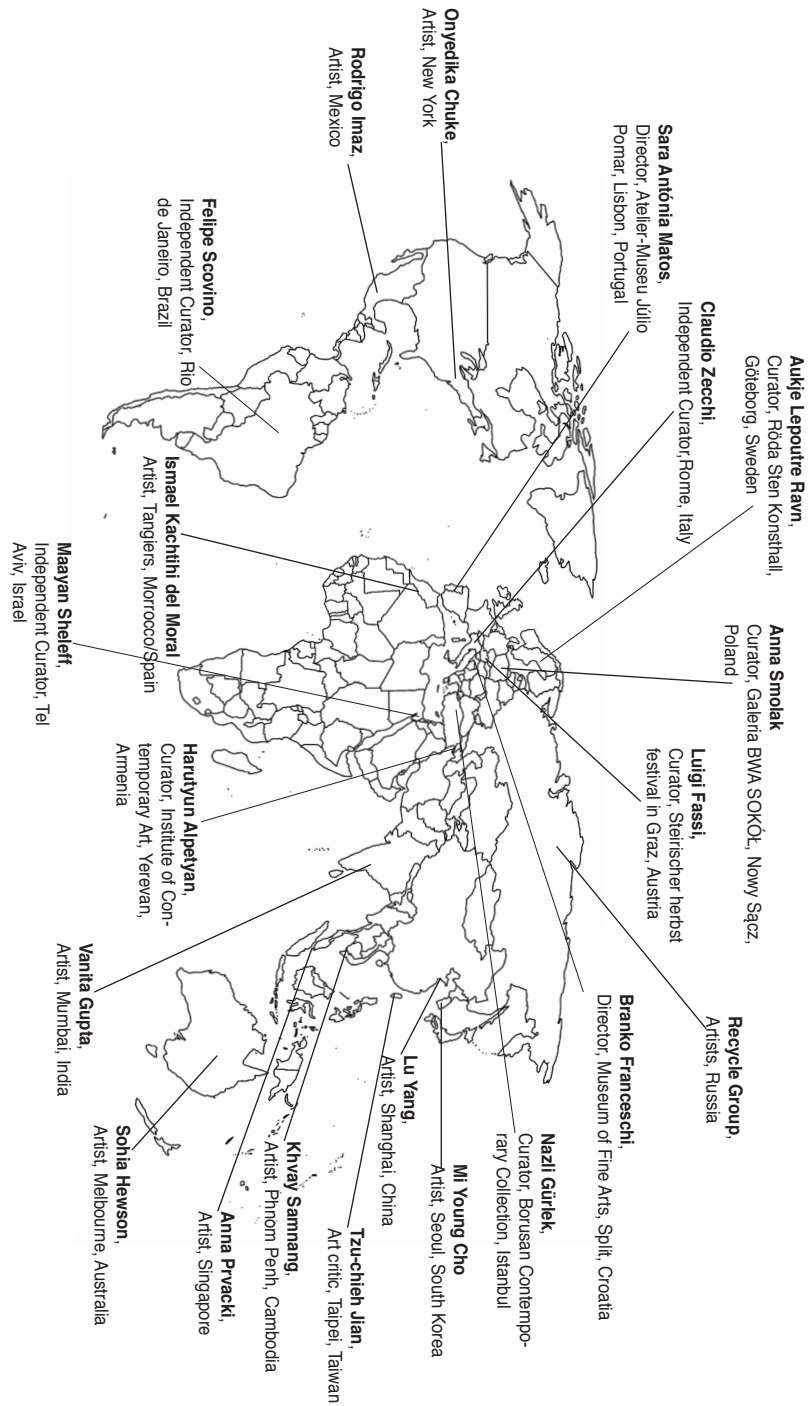 Onyedika Chuke,
Artist, New York
Rodrigo Imaz,
Artist, Mexico
Felipe Scovino,
Independent Curator, Rio
de Janeiro, Brazil
Sara Antónia Matos,
Director, Atelier-Museu Júlio
Pomar, Lisbon, Portugal
Claudio Zecchi,
Independent Curator,Rome, Italy
Aukje Lepoutre Ravn,
Curator, Röda Sten Konsthall,
Göteborg, Sweden
Anna Smolak
Curator, Galeria BWA SOKÓŁ, Nowy Sącz,
Poland
Luigi Fassi,
Curator, Steirischer herbst
festival in Graz, Austria
Ismael Kachtihi del Moral
Artist, Tangiers, Morrocco/Spain
Maayan Sheleff,
Independent Curator, Tel
Aviv, Israel
Harutyun Alpetyan,
Curator, Institute of Con-
temporary Art, Yerevan,
Armenia
Vanita Gupta,
Artist, Mumbai, India
Recycle Group,
Artists, Russia
Branko Franceschi,
Director, Museum of Fine Arts, Split, Croatia
Nazli Gürlek,
Curator, Borusan Contempo-
rary Collection, Istanbul
Mi Young Cho
Artist, Seoul, South Korea
Lu Yang,
Artist, Shanghai, China
Tzu-chieh Jian,
Art critic, Taipei, Taiwan
Khvay Samnang,
Artist, Phnom Penh, Cambodia
Anna Prvacki,
Artist, Singapore
Sohia Hewson,
Artist, Melbourne, Australia